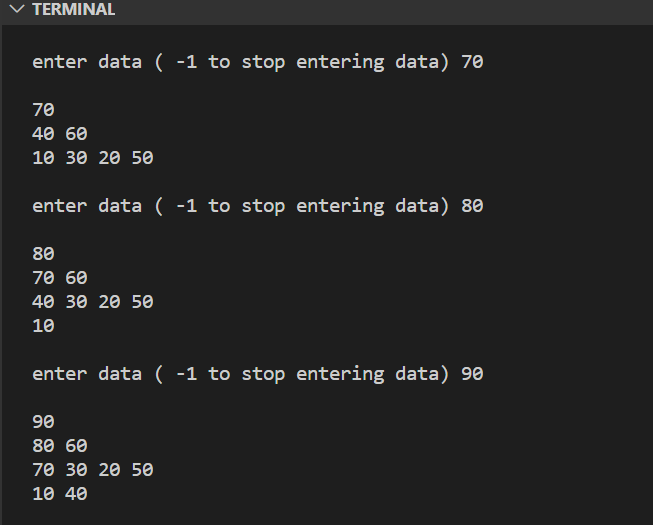 TERMINAL
enter data ( -1 to stop entering data) 70
70
40 60
10 30 20 50
enter data ( -1 to stop entering data) 80
80
70 60
40 30 20 50
10
enter data ( -1 to stop entering data) 90
90
80 60
70 30 20 50
10 40